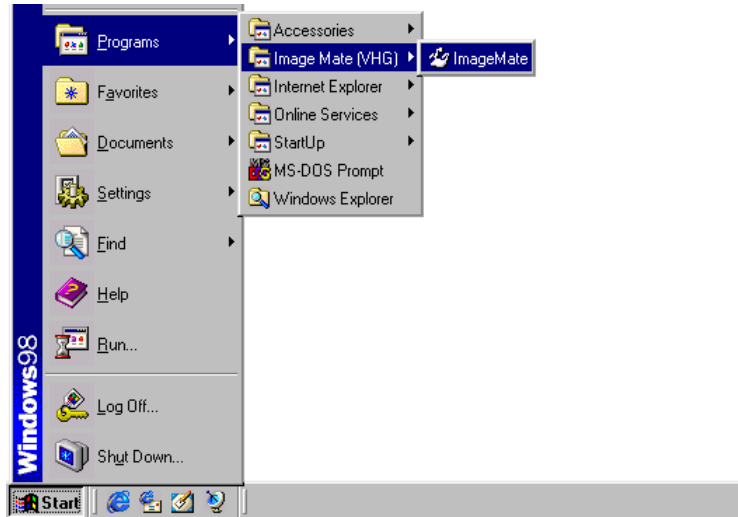 Programs
Favorites
Documents
Settings
Find
Help
Run...
Log Off...
Shut Down...
Windows98
Start
Accessories
Image Mate (VHG)
Internet Explorer
Online Services
StartUp
MS-DOS Prompt
Windows Explorer
ImageMate